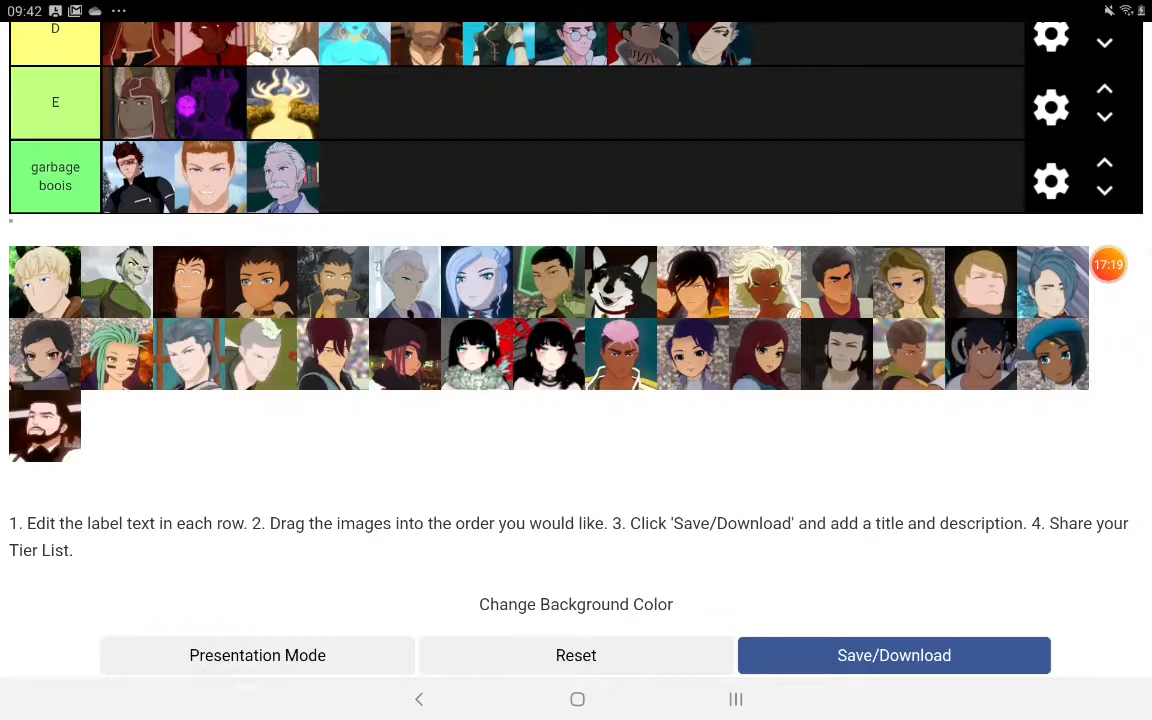 09:42
D
E
garbage
boois
17:19
1. Edit the label text in each row. 2. Drag the images into the order you would like. 3. Click 'Save/Download' and add a title and description. 4. Share your
Tier List.
Change Background Color
Presentation Mode Reset Save/Download